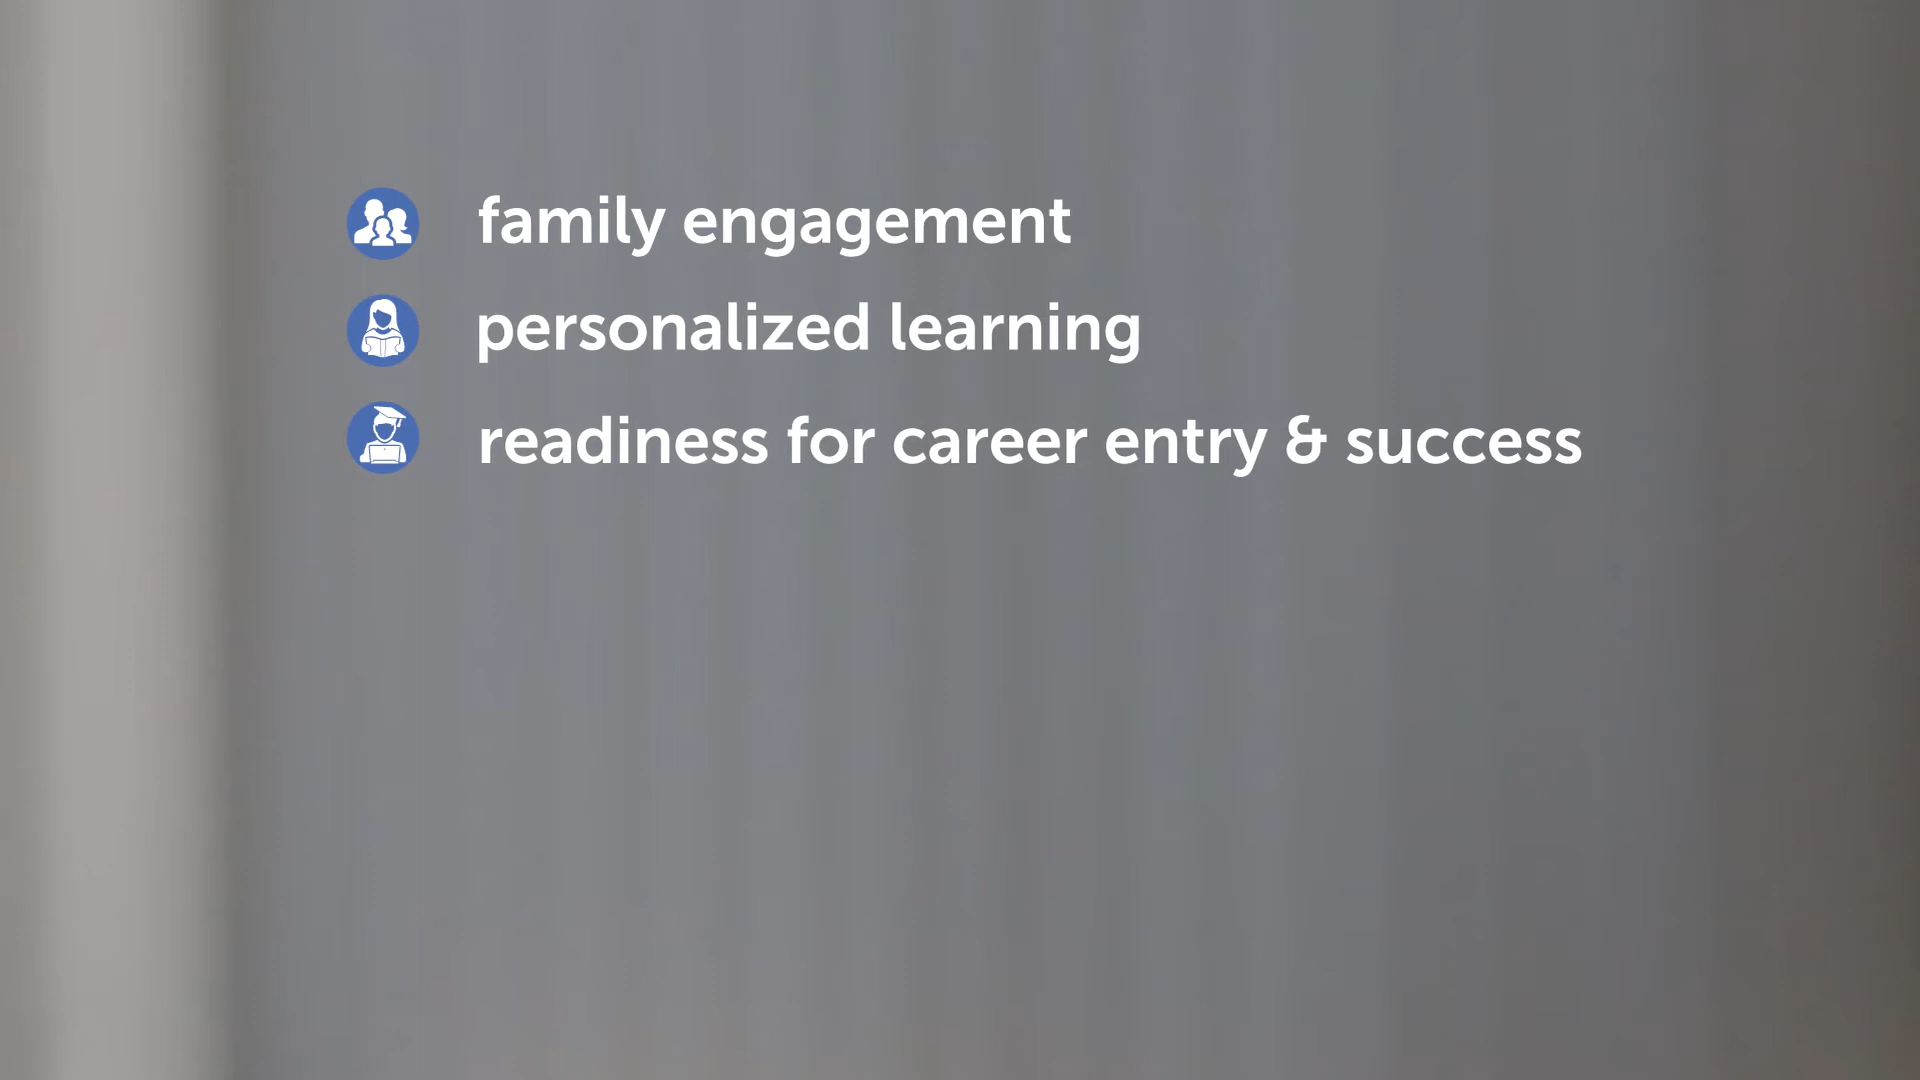 family engagement
personalized learning
readiness for career entry & success